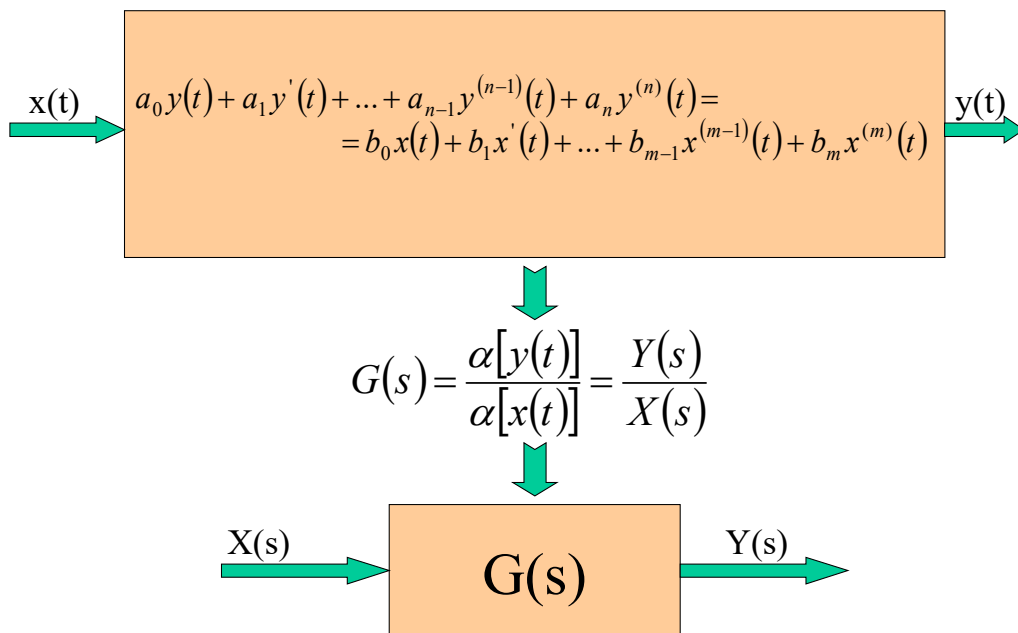 x(t)
a₀y(t) + a₁y'(t) + ... + aₙ₋₁y⁽ⁿ⁻¹⁾(t) + aₙy⁽ⁿ⁾(t) =
= b₀x(t) + b₁x'(t) + ... + bₘ₋₁x⁽ᵐ⁻¹⁾(t) + bₘx⁽ᵐ⁾(t)
y(t)
G(s) = α[y(t)] / α[x(t)] = Y(s) / X(s)
X(s)
G(s)
Y(s)